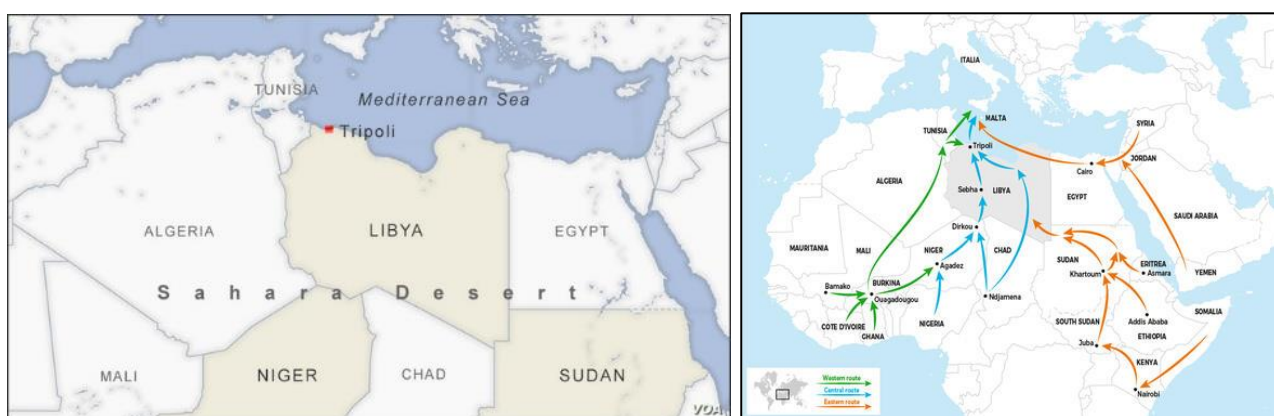 TUNISIA
Mediterranean Sea
Tripoli
ALGERIA
LIBYA
EGYPT
Sahara Desert
MALI
NIGER
CHAD
SUDAN
VOA
ITALIA
MALTA
TUNISIA
SYRIA
Tripoli
JORDAN
Cairo
ALGERIA
Sebha
LIBYA
EGYPT
SAUDI ARABIA
Dirkou
MAURITANIA
MALI
NIGER
CHAD
SUDAN
ERITREA
Agadez
Khartoum
Asmara
YEMEN
Bamako
BURKINA
Ouagadougou
Ndjamena
SOMALIA
COTE D'IVOIRE
GHANA
NIGERIA
SOUTH SUDAN
Addis Ababa
ETHIOPIA
Juba
KENYA
Nairobi
Western route
Central route
Eastern route